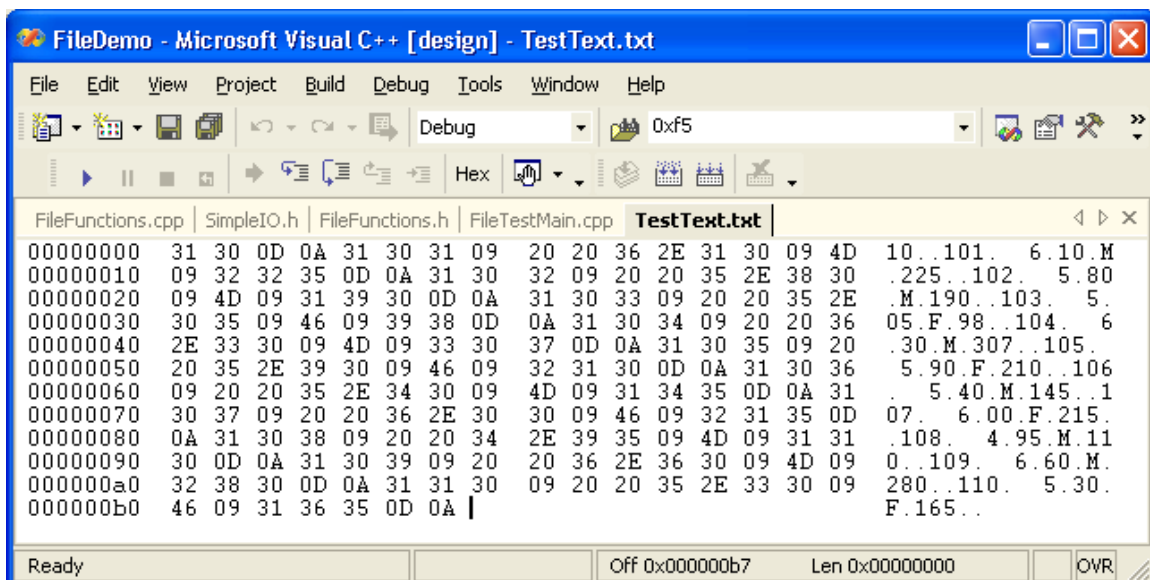 FileDemo - Microsoft Visual C++ [design] - TestText.txt
File Edit View Project Build Debug Tools Window Help
Debug 0xf5
Hex
FileFunctions.cpp | SimpleIO.h | FileFunctions.h | FileTestMain.cpp TestText.txt
00000000 31 30 0D 0A 31 30 31 09 20 20 36 2E 31 30 09 4D 10..101. 6.10.M
00000010 09 32 32 35 0D 0A 31 30 32 09 20 20 35 2E 38 30 .225..102. 5.80
00000020 09 4D 09 31 39 30 0D 0A 31 30 33 09 20 20 35 2E .M.190..103. 5.
00000030 30 35 09 46 09 39 38 0D 0A 31 30 34 09 20 20 36 05.F.98..104. 6
00000040 2E 33 30 09 4D 09 33 30 37 0D 0A 31 30 35 09 20 .30.M.307..105.
00000050 20 35 2E 39 30 09 46 09 32 31 30 0D 0A 31 30 36 5.90.F.210..106
00000060 09 20 20 35 2E 34 30 09 4D 09 31 34 35 0D 0A 31 . 5.40.M.145..1
00000070 30 37 09 20 20 36 2E 30 30 09 46 09 32 31 35 0D 07. 6.00.F.215.
00000080 0A 31 30 38 09 20 20 34 2E 39 35 09 4D 09 31 31 .108. 4.95.M.11
00000090 30 0D 0A 31 30 39 09 20 20 36 2E 36 30 09 4D 09 0..109. 6.60.M.
000000a0 32 38 30 0D 0A 31 31 30 09 20 20 35 2E 33 30 09 280..110. 5.30.
000000b0 46 09 31 36 35 0D 0A F.165..
Ready Off 0x000000b7 Len 0x00000000 OVR